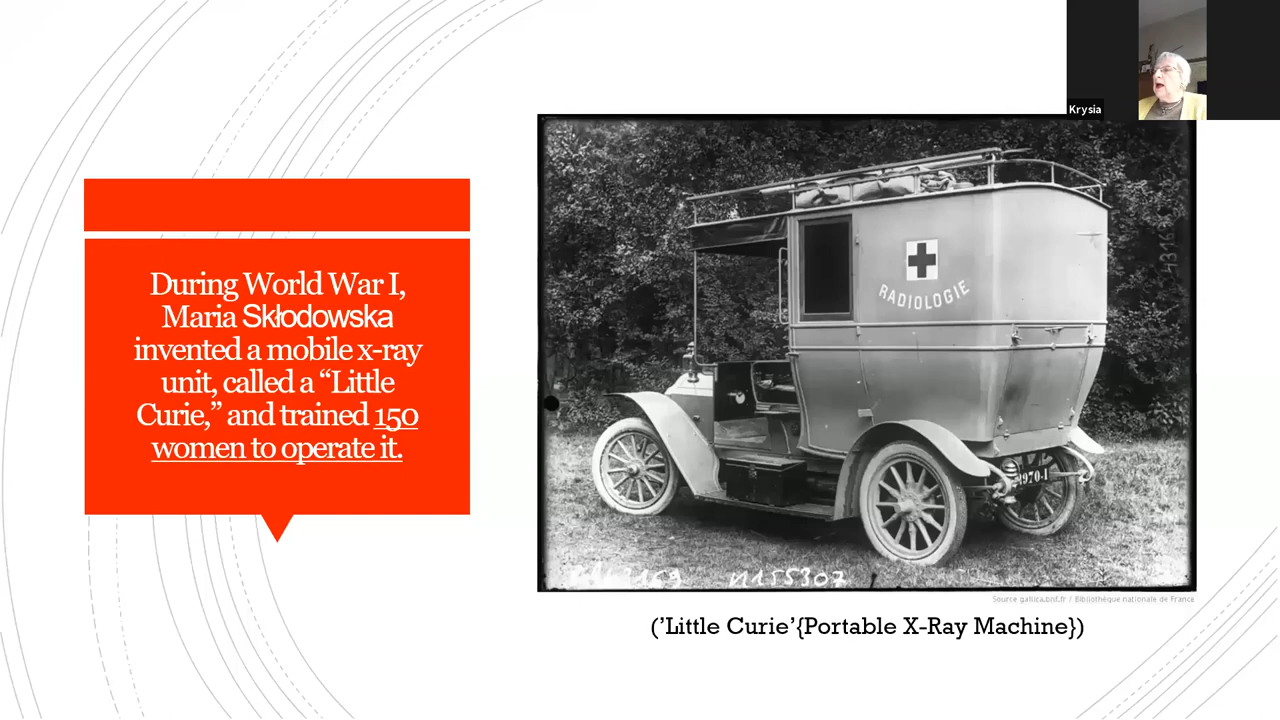 Krysia
During World War I,
Maria Skłodowska
invented a mobile x-ray
unit, called a “Little
Curie,” and trained 150
women to operate it.
RADIOLOGIE
Source gallica.bnf.fr / Bibliothèque nationale de France
(’Little Curie’{Portable X-Ray Machine})